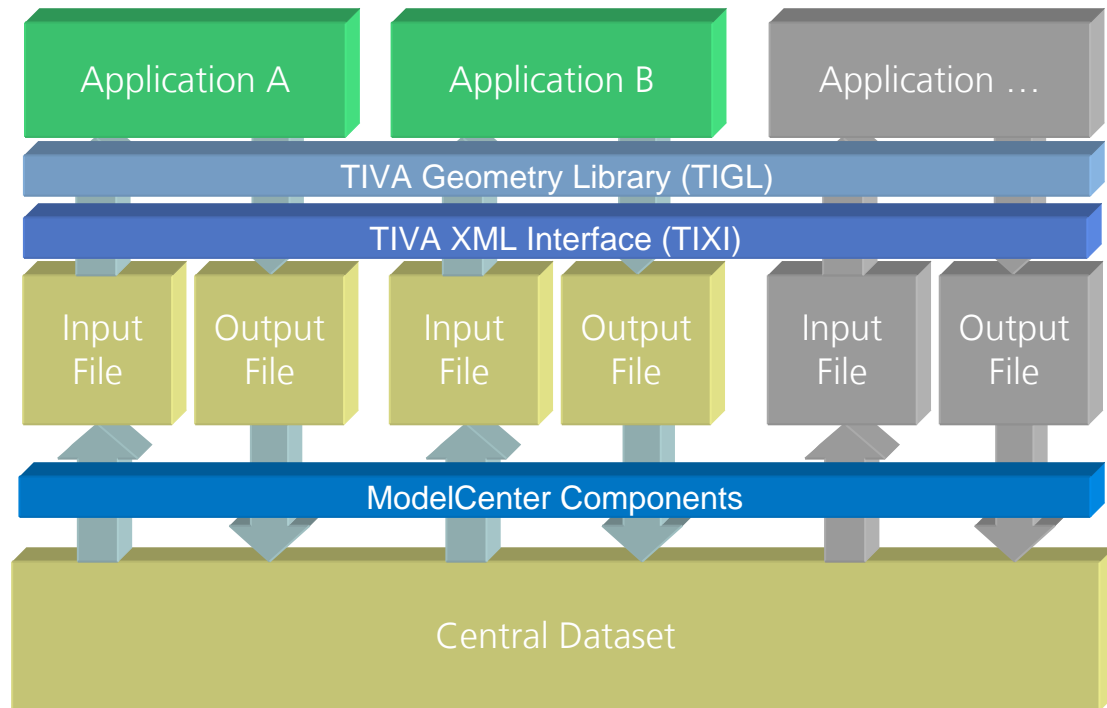 Application A
Application B
Application …
TIVA Geometry Library (TIGL)
TIVA XML Interface (TIXI)
Input
File
Output
File
Input
File
Output
File
Input
File
Output
File
ModelCenter Components
Central Dataset